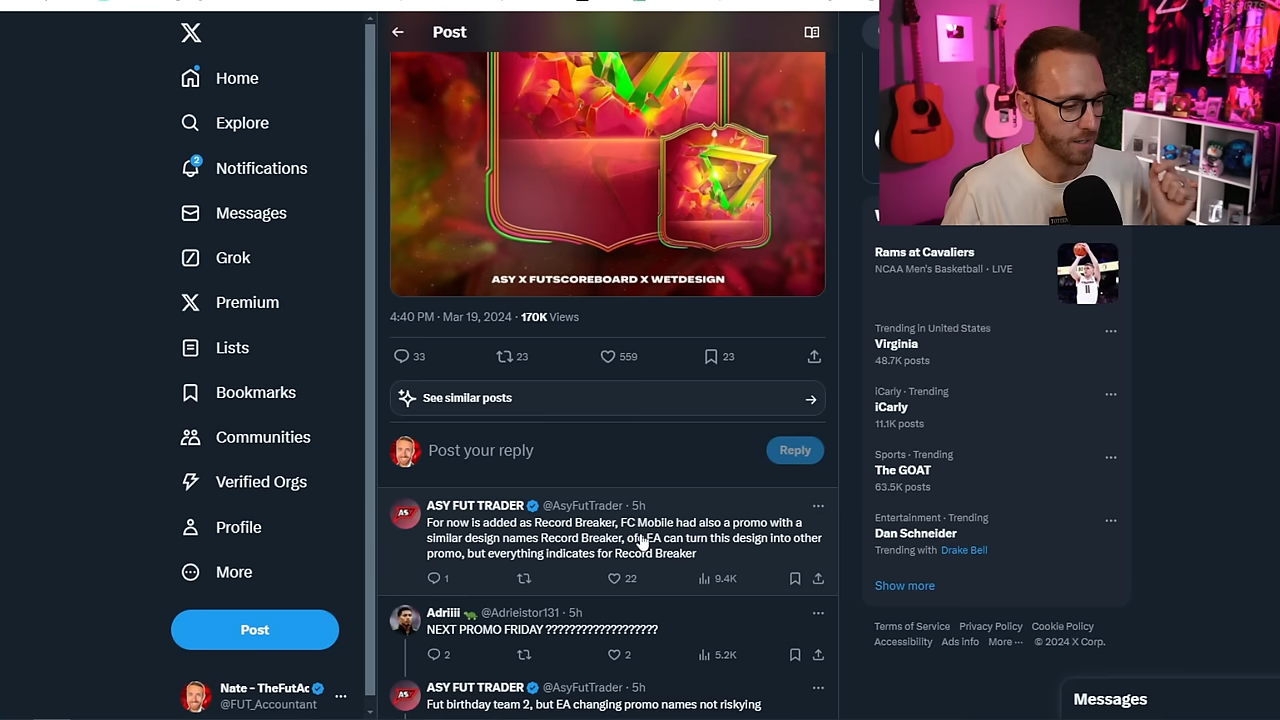 Post
Home
Explore
2
Notifications
Messages
Grok
Premium
Lists
Bookmarks
Communities
Verified Orgs
Profile
More
Post
Nate - TheFutAc
@FUT_Accountant
ASY X FUTSCOREBOARD X WETDESIGN
4:40 PM · Mar 19, 2024 · 170K Views
33 23 559 23
See similar posts
Post your reply
Reply
ASY FUT TRADER @AsyFutTrader · 5h
For now is added as Record Breaker, FC Mobile had also a promo with a
similar design names Record Breaker, EA can turn this design into other
promo, but everything indicates for Record Breaker
1 22 9.4K
Adriiii @Adrieistor131 · 5h
NEXT PROMO FRIDAY ???????????????????
2 2 5.2K
ASY FUT TRADER @AsyFutTrader · 5h
Fut birthday team 2, but EA changing promo names not riskying
Rams at Cavaliers
NCAA Men's Basketball · LIVE
Trending in United States
Virginia
48.7K posts
iCarly · Trending
iCarly
11.1K posts
Sports · Trending
The GOAT
63.5K posts
Entertainment · Trending
Dan Schneider
Trending with Drake Bell
Show more
Terms of Service Privacy Policy Cookie Policy
Accessibility Ads info More ··· © 2024 X Corp.
Messages